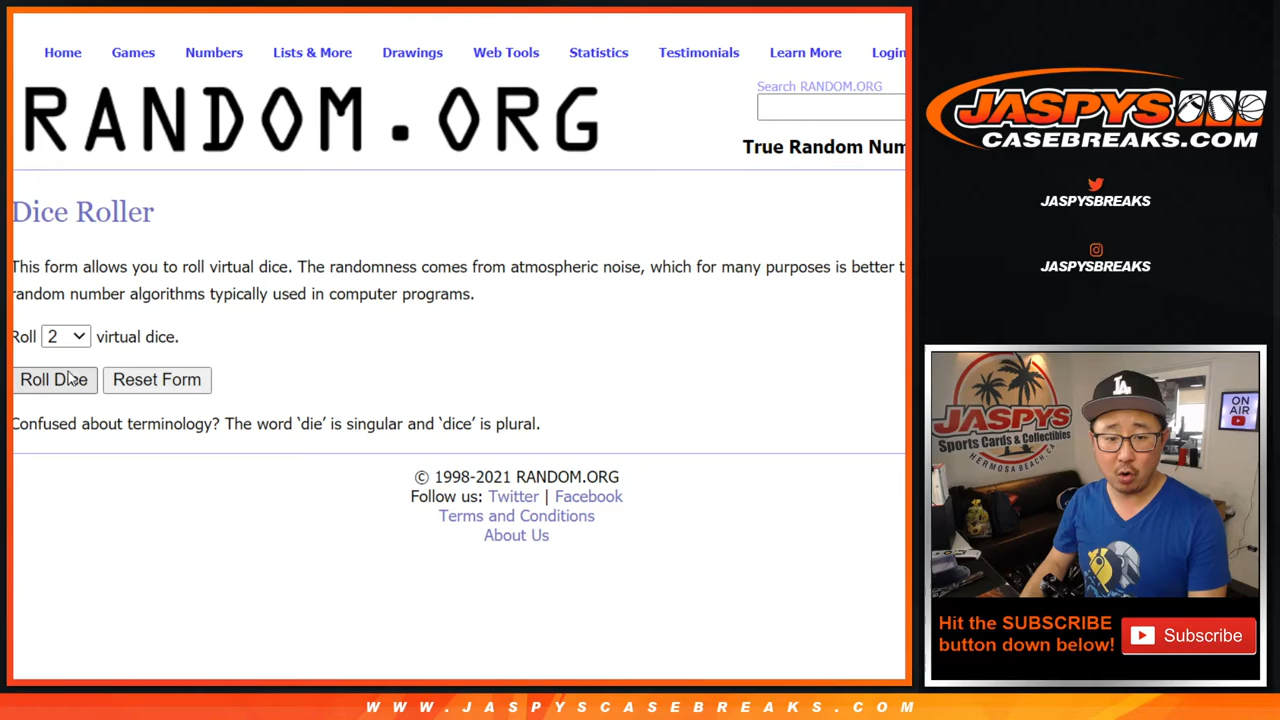 Home Games Numbers Lists & More Drawings Web Tools Statistics Testimonials Learn More Login
RANDOM.ORG
Search RANDOM.ORG
True Random Num
Dice Roller
This form allows you to roll virtual dice. The randomness comes from atmospheric noise, which for many purposes is better t
random number algorithms typically used in computer programs.
Roll 2 virtual dice.
Roll Dice Reset Form
Confused about terminology? The word ‘die’ is singular and ‘dice’ is plural.
© 1998-2021 RANDOM.ORG
Follow us: Twitter | Facebook
Terms and Conditions
About Us
JASPYS
CASEBREAKS.COM
JASPYSBREAKS
JASPYSBREAKS
JASPYS
Sports Cards & Collectibles
HERMOSA BEACH, CA
LA
ON
AIR
Hit the SUBSCRIBE
button down below!
Subscribe
WWW.JASPYSCASEBREAKS.COM